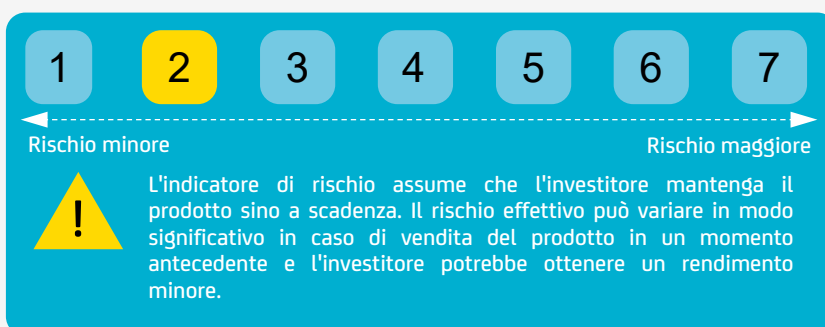 1 2 3 4 5 6 7
Rischio minore Rischio maggiore
! L'indicatore di rischio assume che l'investitore mantenga il
prodotto sino a scadenza. Il rischio effettivo può variare in modo
significativo in caso di vendita del prodotto in un momento
antecedente e l'investitore potrebbe ottenere un rendimento
minore.